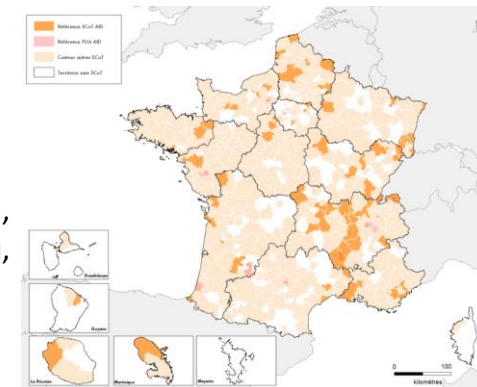 Référence SCoT AID
Référence PLUi AID
Contour autres SCoT
Territoire sans SCoT
,
,
Guadeloupe
Guyane
La Réunion
Martinique
Mayotte
0 100
kilomètres